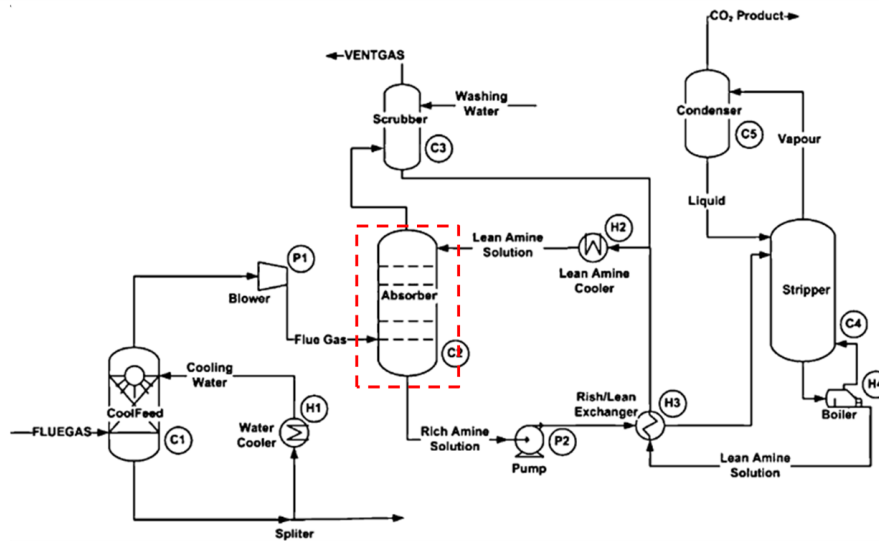 CO₂ Product
VENTGAS
Scrubber
Washing
Water
C3
Condenser
C5
Vapour
Liquid
P1
Blower
Lean Amine
Solution
H2
Lean Amine
Cooler
Absorber
Stripper
Flue Gas
C2
C4
Cooling
Water
CoolFeed
FLUEGAS
C1
H1
Water
Cooler
Rish/Lean
Exchanger
H3
H4
Boiler
Rich Amine
Solution
P2
Pump
Lean Amine
Solution
Spliter